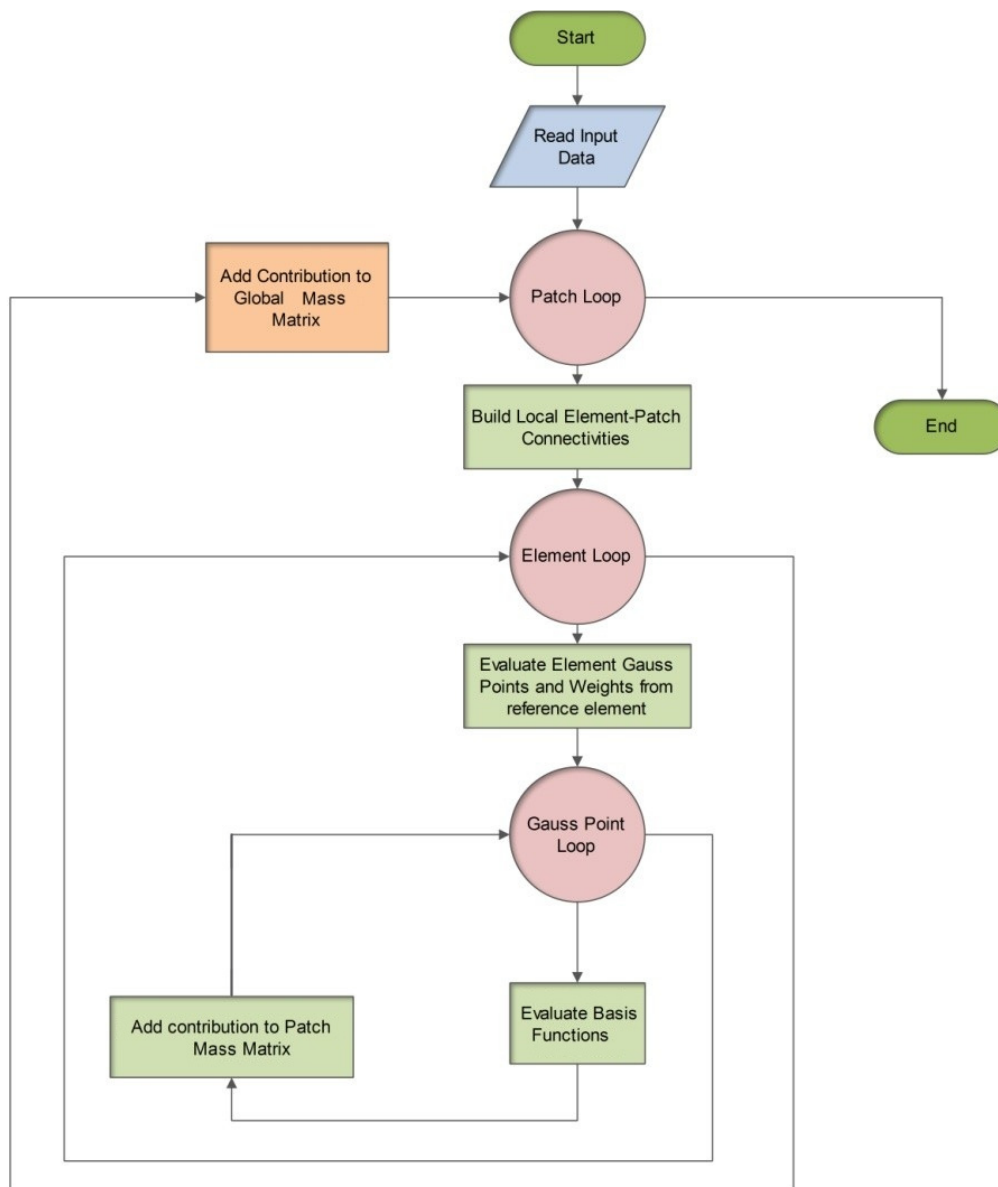 Start
Read Input
Data
Add Contribution to
Global Mass
Matrix
Patch Loop
Build Local Element-Patch
Connectivities
End
Element Loop
Evaluate Element Gauss
Points and Weights from
reference element
Gauss Point
Loop
Add contribution to Patch
Mass Matrix
Evaluate Basis
Functions